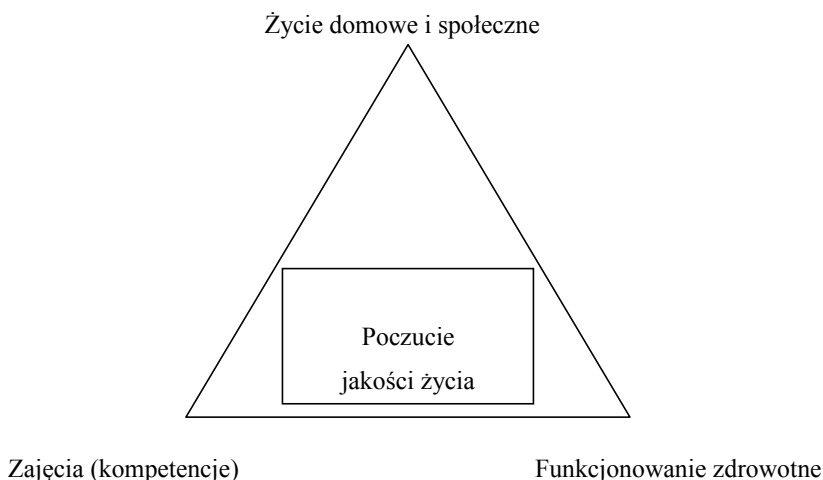 Życie domowe i społeczne
Poczucie
jakości życia
Zajęcia (kompetencje)
Funkcjonowanie zdrowotne